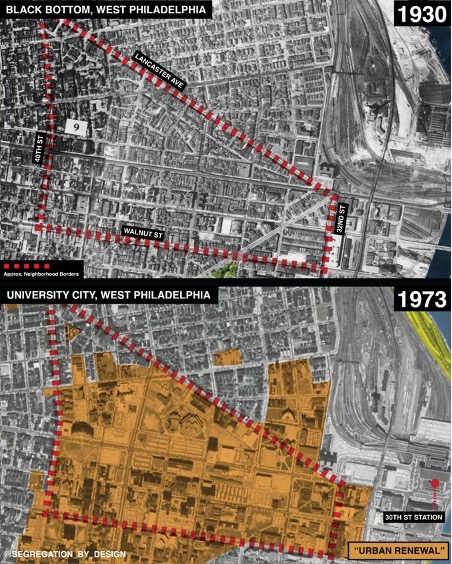 BLACK BOTTOM, WEST PHILADELPHIA
1930
LANCASTER AVE
9
40TH ST
32ND ST
WALNUT ST
Approx. Neighborhood Borders
UNIVERSITY CITY, WEST PHILADELPHIA
1973
30TH ST STATION
"URBAN RENEWAL"
@SEGREGATION_BY_DESIGN